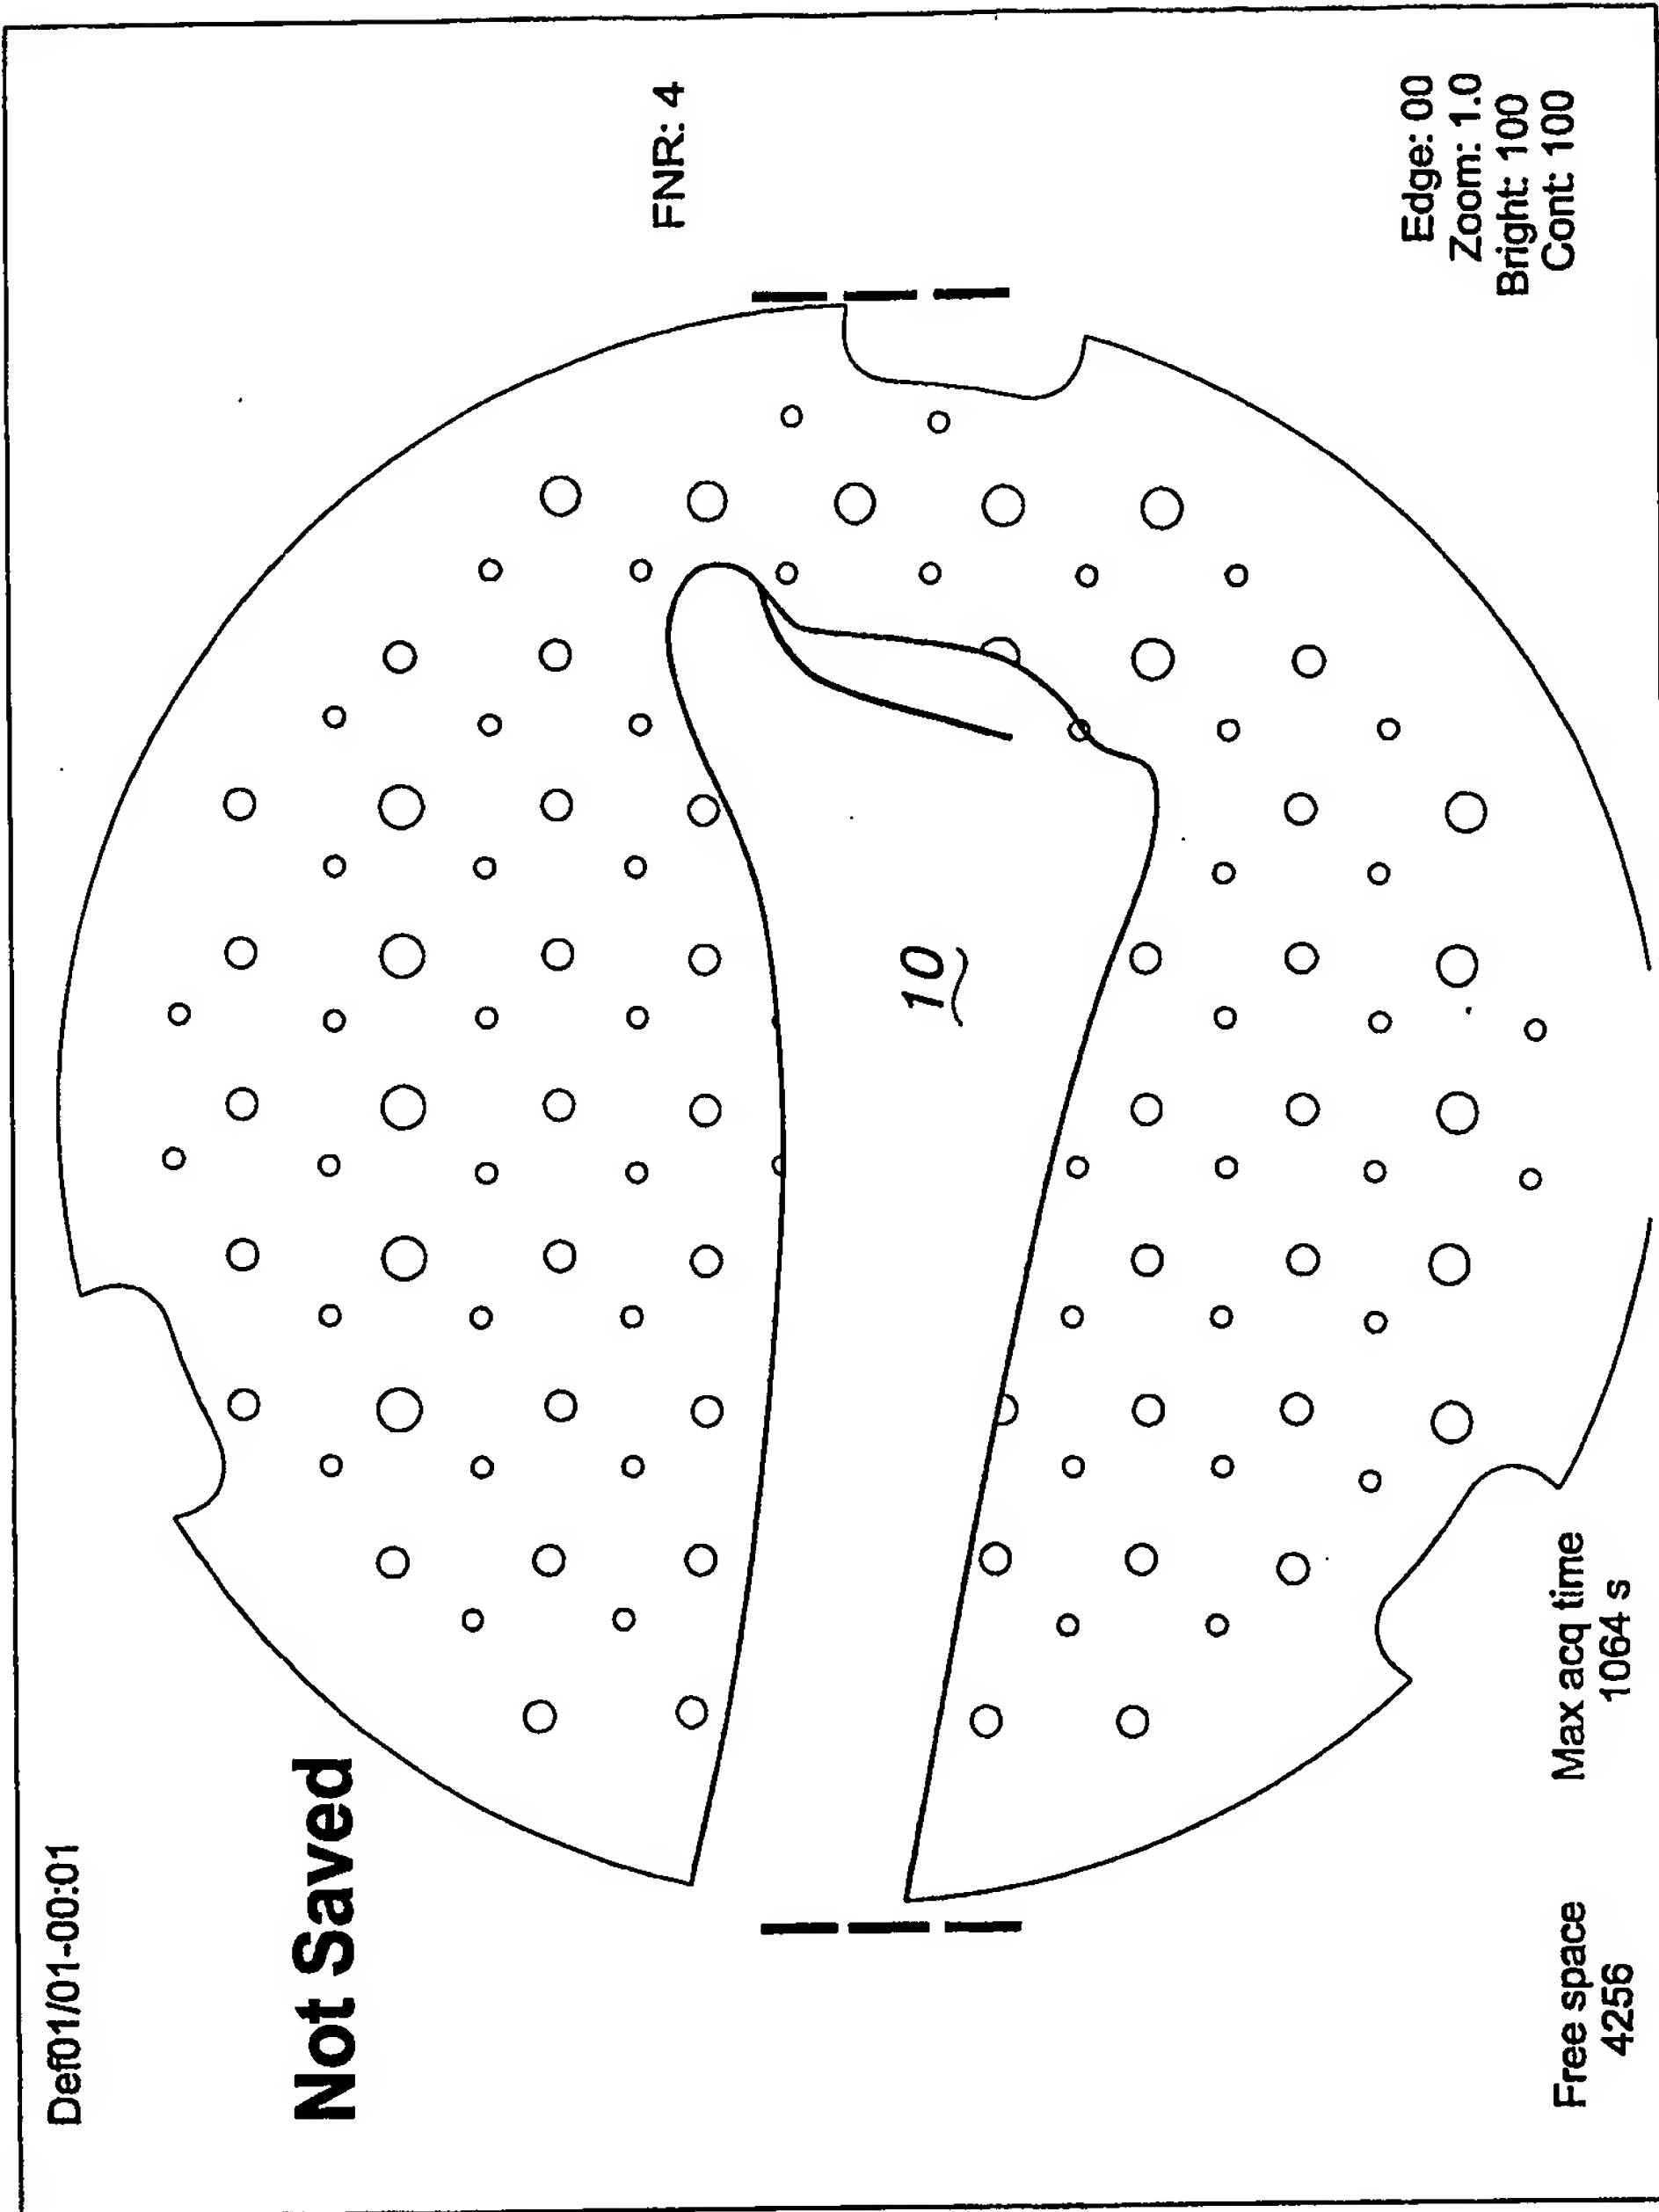 Def01/01-00:01
Not Saved
FNR: 4
10
Free space
4256
Max acq time
1064 s
Edge: 00
Zoom: 1.0
Bright: 100
Cont: 100